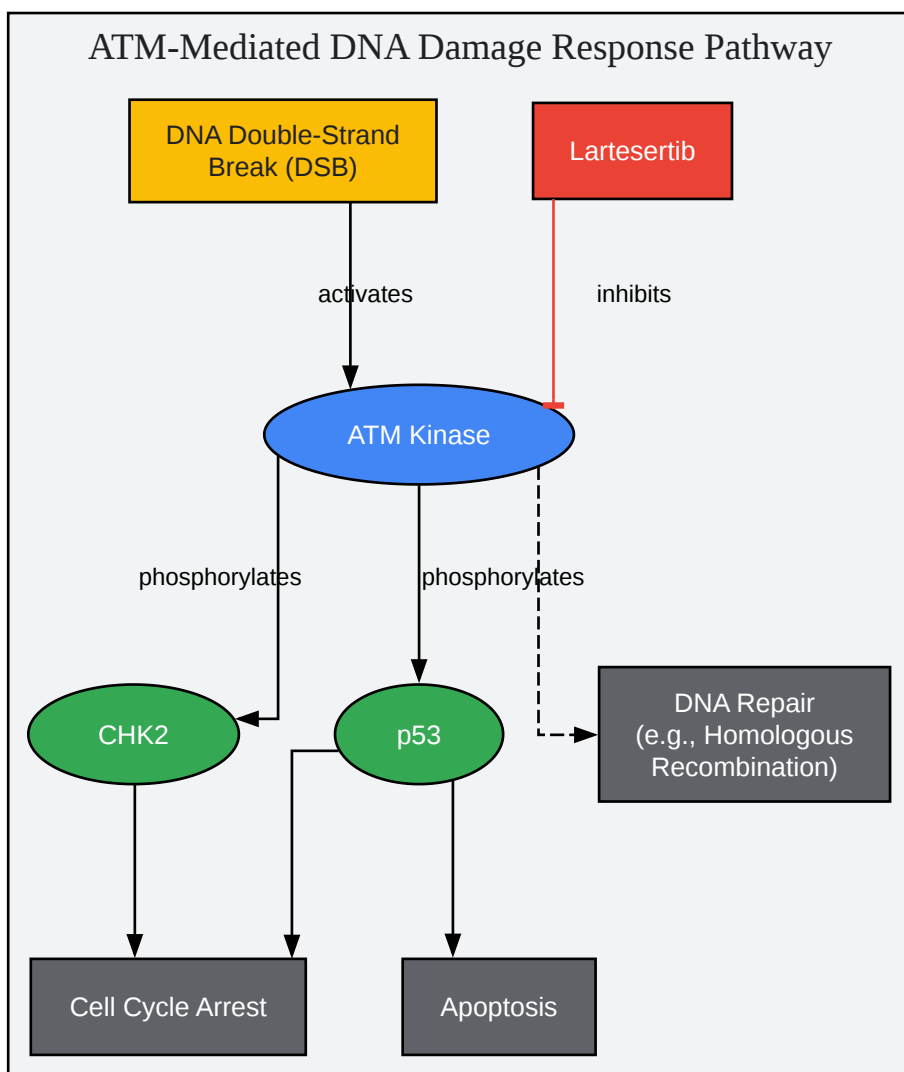 ATM-Mediated DNA Damage Response Pathway
DNA Double-Strand
Break (DSB)
Lartesertib
activates
inhibits
ATM Kinase
phosphorylates
phosphorylates
CHK2
p53
DNA Repair
(e.g., Homologous
Recombination)
Cell Cycle Arrest
Apoptosis